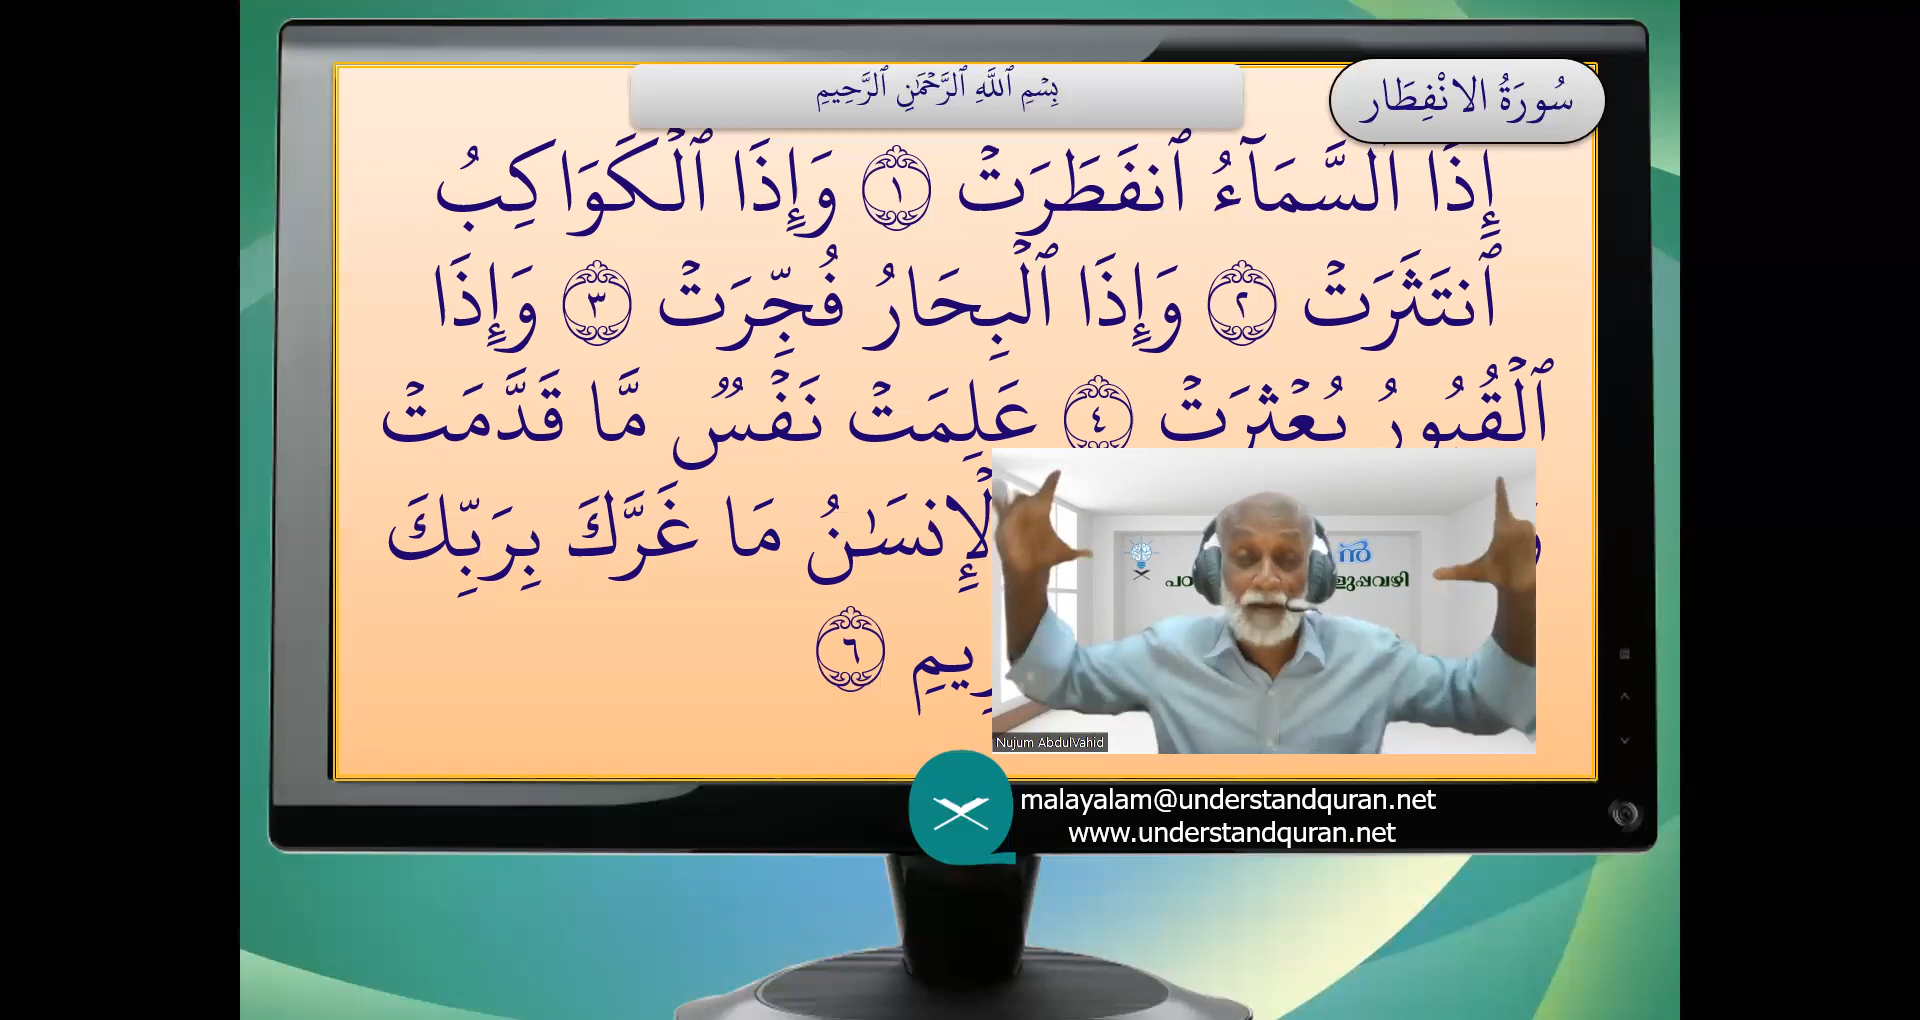 سُورَةُ الانْفِطَار
بِسْمِ ٱللَّهِ ٱلرَّحْمَٰنِ ٱلرَّحِيمِ
إِذَا ٱلسَّمَآءُ ٱنفَطَرَتْ ١ وَإِذَا ٱلْكَوَاكِبُ
ٱنتَثَرَتْ ٢ وَإِذَا ٱلْبِحَارُ فُجِّرَتْ ٣ وَإِذَا
ٱلْقُبُورُ بُعْثِرَتْ ٤ عَلِمَتْ نَفْسٌ مَّا قَدَّمَتْ
ٱلْإِنسَٰنُ مَا غَرَّكَ بِرَبِّكَ
٦
Nujum AbdulVahid
malayalam@understandquran.net
www.understandquran.net